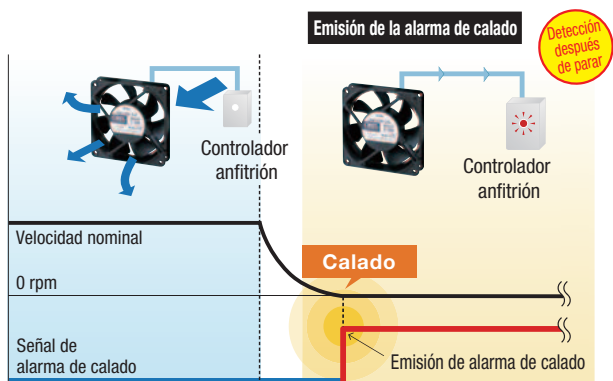 Emisión de la alarma de calado
Detección
después
de parar
Controlador
anfitrión
Controlador
anfitrión
Velocidad nominal
Calado
0 rpm
Señal de
alarma de calado
Emisión de alarma de calado